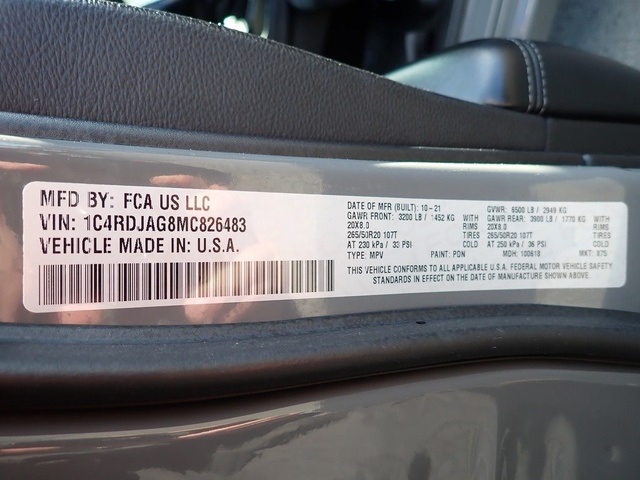 MFD BY: FCA US LLC
VIN: 1C4RDJAG8MC826483
VEHICLE MADE IN: U.S.A.
DATE OF MFR (BUILT): 10-21 GVWR: 6500 LB / 2949 KG
GAWR FRONT: 3200 LB / 1452 KG WITH GAWR REAR: 3900 LB / 1770 KG WITH
20X8.0 RIMS 20X8.0 RIMS
265/50R20 107T TIRES 265/50R20 107T TIRES
AT 230 kPa / 33 PSI COLD AT 250 kPa / 36 PSI COLD
TYPE: MPV PAINT: PDN MDH: 100618 MKT: 875
THIS VEHICLE CONFORMS TO ALL APPLICABLE U.S.A. FEDERAL MOTOR VEHICLE SAFETY
STANDARDS IN EFFECT ON THE DATE OF MANUFACTURE SHOWN ABOVE.